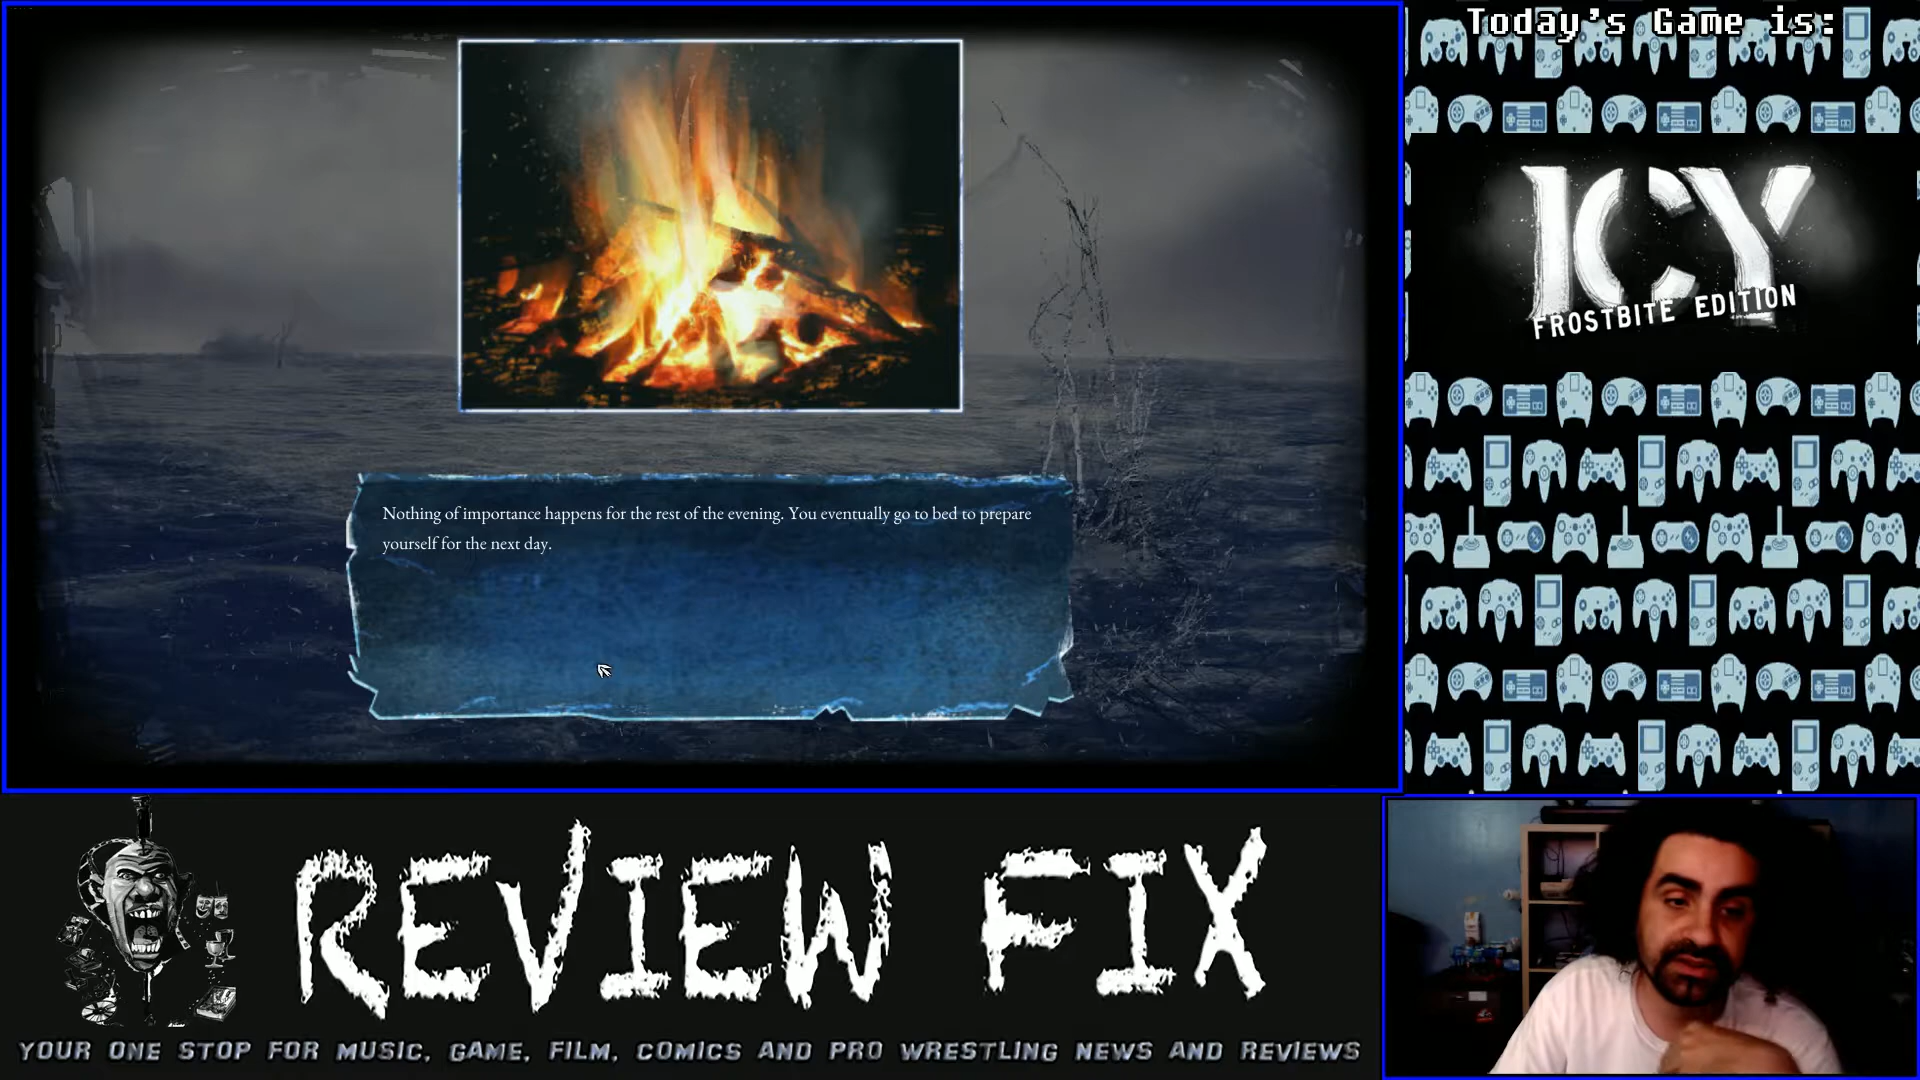 Today's Game is:
ICY
FROSTBITE EDITION
Nothing of importance happens for the rest of the evening. You eventually go to bed to prepare
yourself for the next day.
REVIEW FIX
YOUR ONE STOP FOR MUSIC, GAME, FILM, COMICS AND PRO WRESTLING NEWS AND REVIEWS